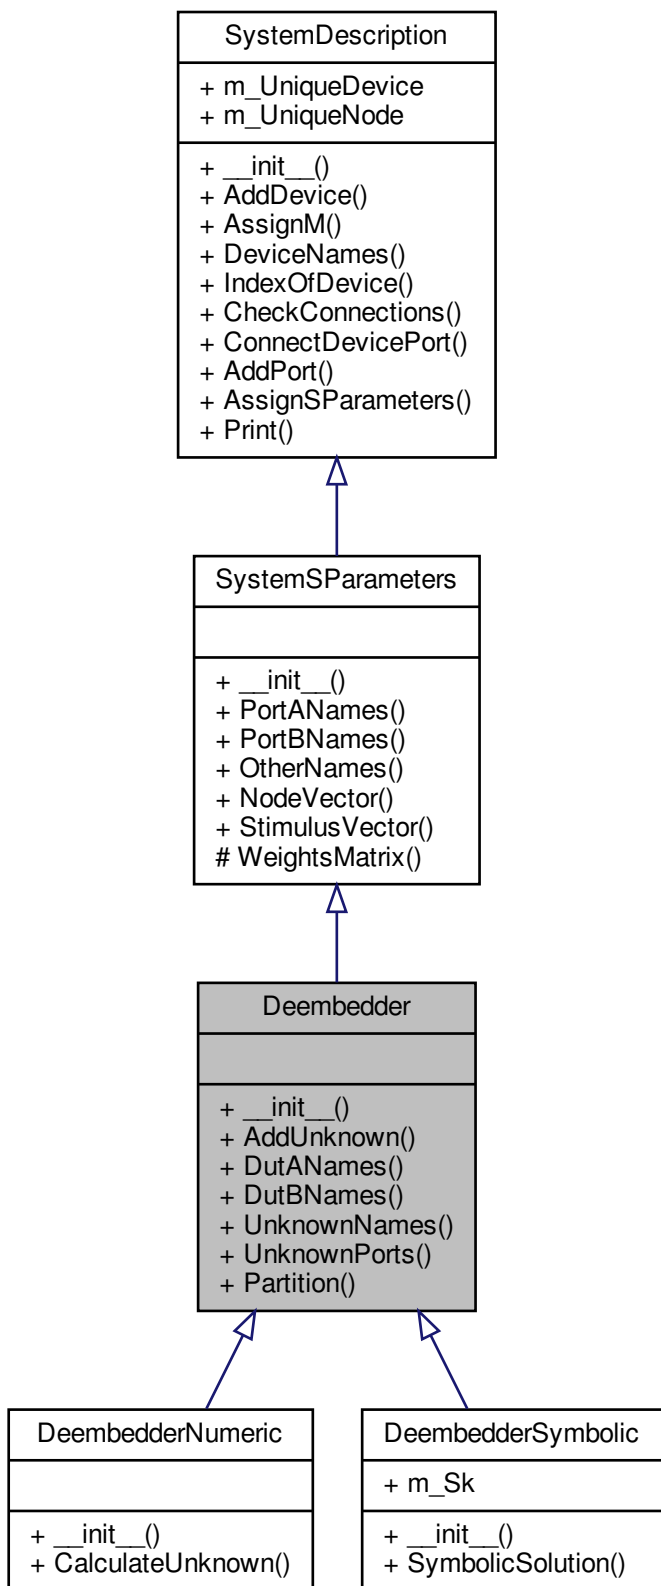 SystemDescription
+ m_UniqueDevice
+ m_UniqueNode
+ __init__()
+ AddDevice()
+ AssignM()
+ DeviceNames()
+ IndexOfDevice()
+ CheckConnections()
+ ConnectDevicePort()
+ AddPort()
+ AssignSParameters()
+ Print()
SystemSParameters
+ __init__()
+ PortANames()
+ PortBNames()
+ OtherNames()
+ NodeVector()
+ StimulusVector()
# WeightsMatrix()
Deembedder
+ __init__()
+ AddUnknown()
+ DutANames()
+ DutBNames()
+ UnknownNames()
+ UnknownPorts()
+ Partition()
DeembedderNumeric
+ __init__()
+ CalculateUnknown()
DeembedderSymbolic
+ m_Sk
+ __init__()
+ SymbolicSolution()